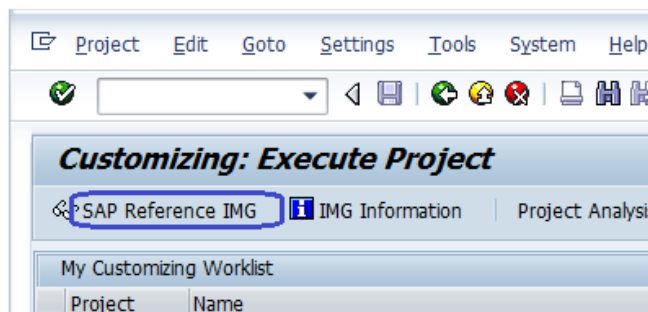 Project Edit Goto Settings Tools System Help
Customizing: Execute Project
SAP Reference IMG IMG Information Project
My Customizing Worklist
Project Name